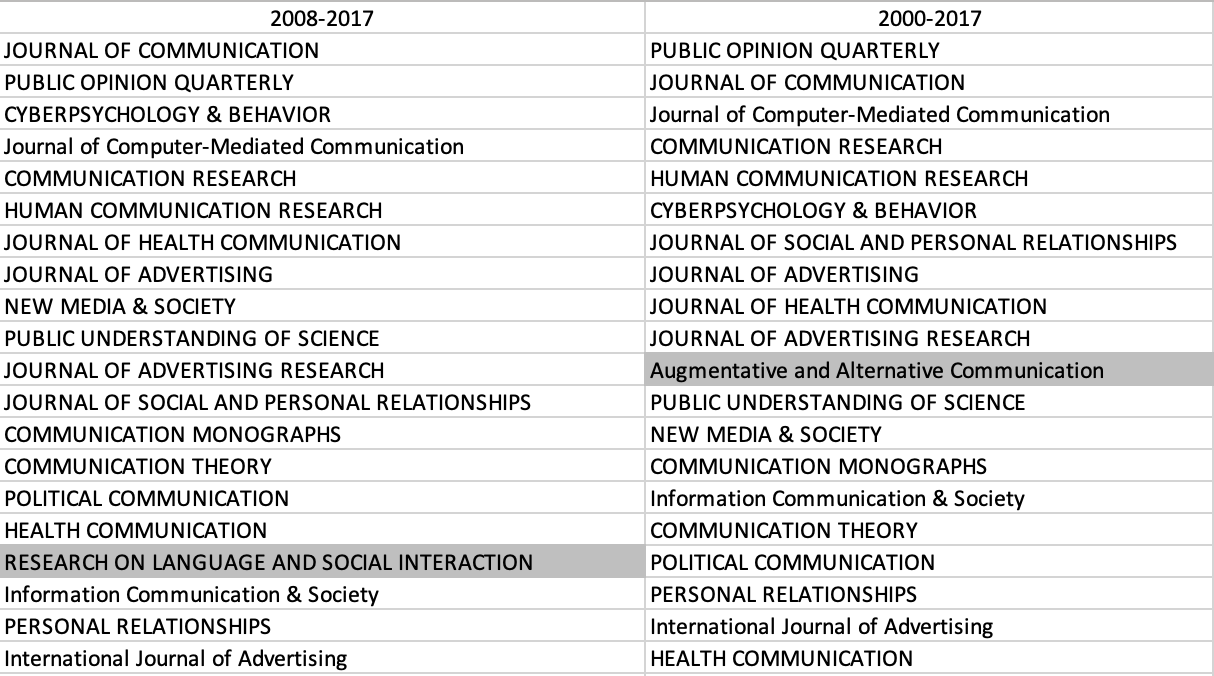 2008-2017 2000-2017
JOURNAL OF COMMUNICATION PUBLIC OPINION QUARTERLY
PUBLIC OPINION QUARTERLY JOURNAL OF COMMUNICATION
CYBERPSYCHOLOGY & BEHAVIOR Journal of Computer-Mediated Communication
Journal of Computer-Mediated Communication COMMUNICATION RESEARCH
COMMUNICATION RESEARCH HUMAN COMMUNICATION RESEARCH
HUMAN COMMUNICATION RESEARCH CYBERPSYCHOLOGY & BEHAVIOR
JOURNAL OF HEALTH COMMUNICATION JOURNAL OF SOCIAL AND PERSONAL RELATIONSHIPS
JOURNAL OF ADVERTISING JOURNAL OF ADVERTISING
NEW MEDIA & SOCIETY JOURNAL OF HEALTH COMMUNICATION
PUBLIC UNDERSTANDING OF SCIENCE JOURNAL OF ADVERTISING RESEARCH
JOURNAL OF ADVERTISING RESEARCH Augmentative and Alternative Communication
JOURNAL OF SOCIAL AND PERSONAL RELATIONSHIPS PUBLIC UNDERSTANDING OF SCIENCE
COMMUNICATION MONOGRAPHS NEW MEDIA & SOCIETY
COMMUNICATION THEORY COMMUNICATION MONOGRAPHS
POLITICAL COMMUNICATION Information Communication & Society
HEALTH COMMUNICATION COMMUNICATION THEORY
RESEARCH ON LANGUAGE AND SOCIAL INTERACTION POLITICAL COMMUNICATION
Information Communication & Society PERSONAL RELATIONSHIPS
PERSONAL RELATIONSHIPS International Journal of Advertising
International Journal of Advertising HEALTH COMMUNICATION